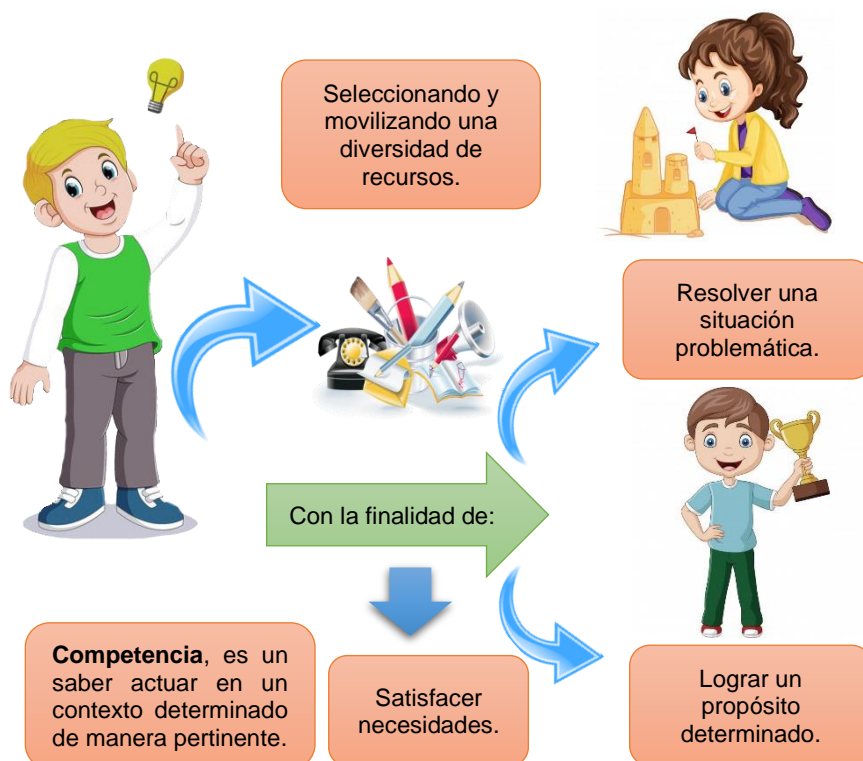 Seleccionando y
movilizando una
diversidad de
recursos.
Resolver una
situación
problemática.
Con la finalidad de:
Competencia, es un
saber actuar en un
contexto determinado
de manera pertinente.
Satisfacer
necesidades.
Lograr un
propósito
determinado.